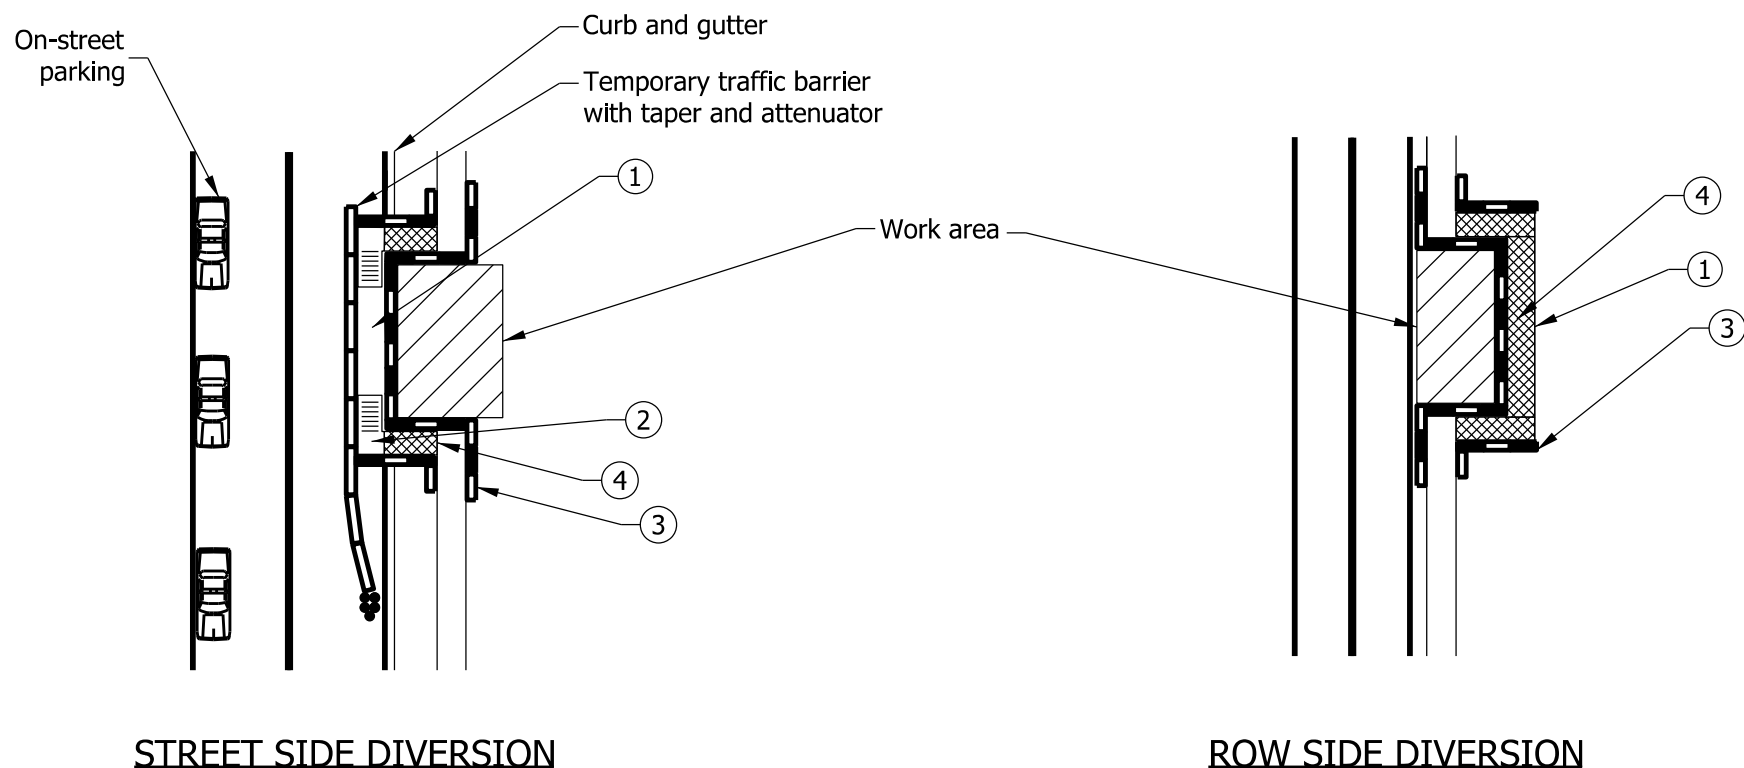 On-street
parking
Curb and gutter
Temporary traffic barrier
with taper and attenuator
1
Work area
2
4
3
4
1
3
STREET SIDE DIVERSION
ROW SIDE DIVERSION